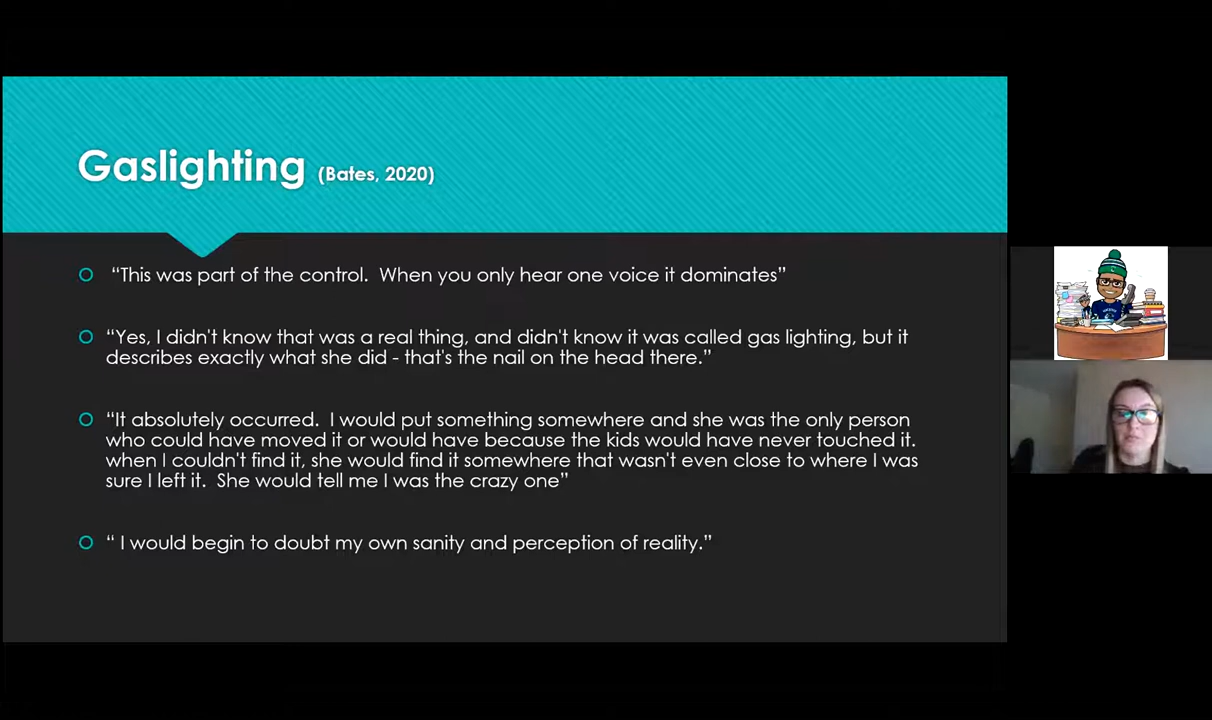 Gaslighting (Bates, 2020)
“This was part of the control.  When you only hear one voice it dominates”
“Yes, I didn't know that was a real thing, and didn't know it was called gas lighting, but it
describes exactly what she did - that's the nail on the head there.”
“It absolutely occurred.  I would put something somewhere and she was the only person
who could have moved it or would have because the kids would have never touched it.
when I couldn't find it, she would find it somewhere that wasn't even close to where I was
sure I left it.  She would tell me I was the crazy one”
“ I would begin to doubt my own sanity and perception of reality.”